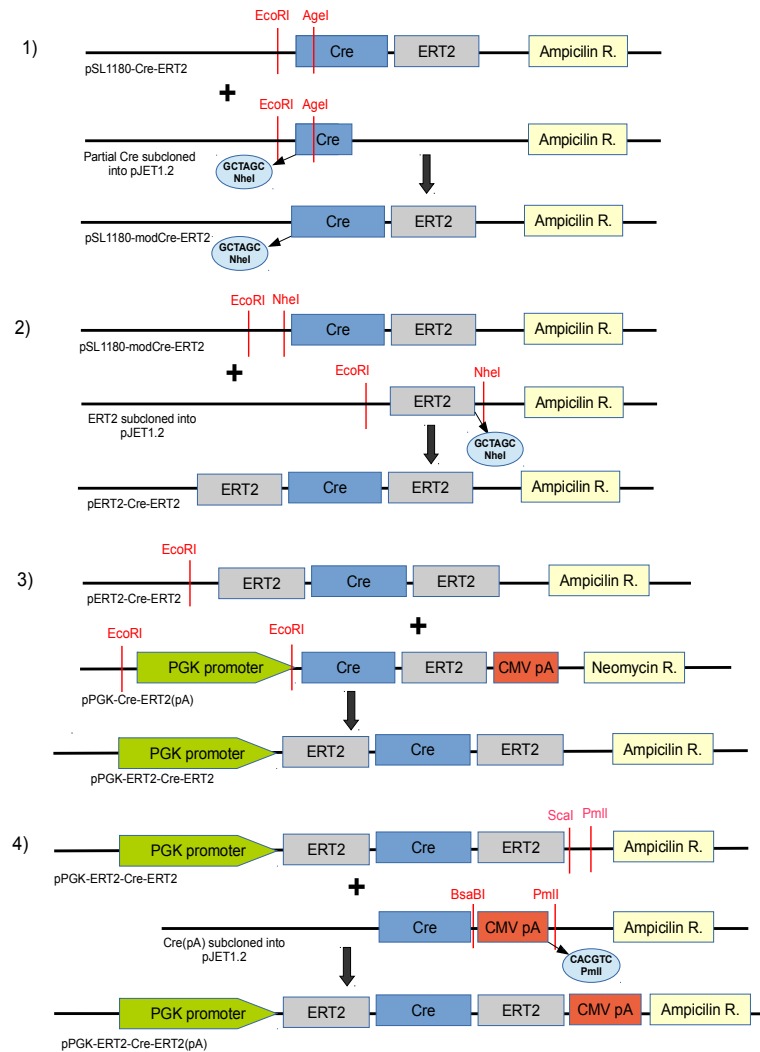 1)
EcoRI AgeI
Cre ERT2 Ampicilin R.
pSL1180-Cre-ERT2
+
EcoRI AgeI
Cre Ampicilin R.
Partial Cre subcloned
into pJET1.2
GCTAGC
NheI
Cre ERT2 Ampicilin R.
pSL1180-modCre-ERT2
GCTAGC
NheI
2)
EcoRI NheI
Cre ERT2 Ampicilin R.
pSL1180-modCre-ERT2
+
EcoRI NheI
ERT2 Ampicilin R.
ERT2 subcloned into
pJET1.2
GCTAGC
NheI
ERT2 Cre ERT2 Ampicilin R.
pERT2-Cre-ERT2
3)
EcoRI
ERT2 Cre ERT2 Ampicilin R.
pERT2-Cre-ERT2
+
EcoRI EcoRI
PGK promoter Cre ERT2 CMV pA Neomycin R.
pPGK-Cre-ERT2(pA)
PGK promoter ERT2 Cre ERT2 Ampicilin R.
pPGK-ERT2-Cre-ERT2
4)
ScaI PmlI
PGK promoter ERT2 Cre ERT2 Ampicilin R.
pPGK-ERT2-Cre-ERT2
+
BsaBI PmlI
Cre CMV pA Ampicilin R.
Cre(pA) subcloned into
pJET1.2
CACGTC
PmlI
PGK promoter ERT2 Cre ERT2 CMV pA Ampicilin R.
pPGK-ERT2-Cre-ERT2(pA)